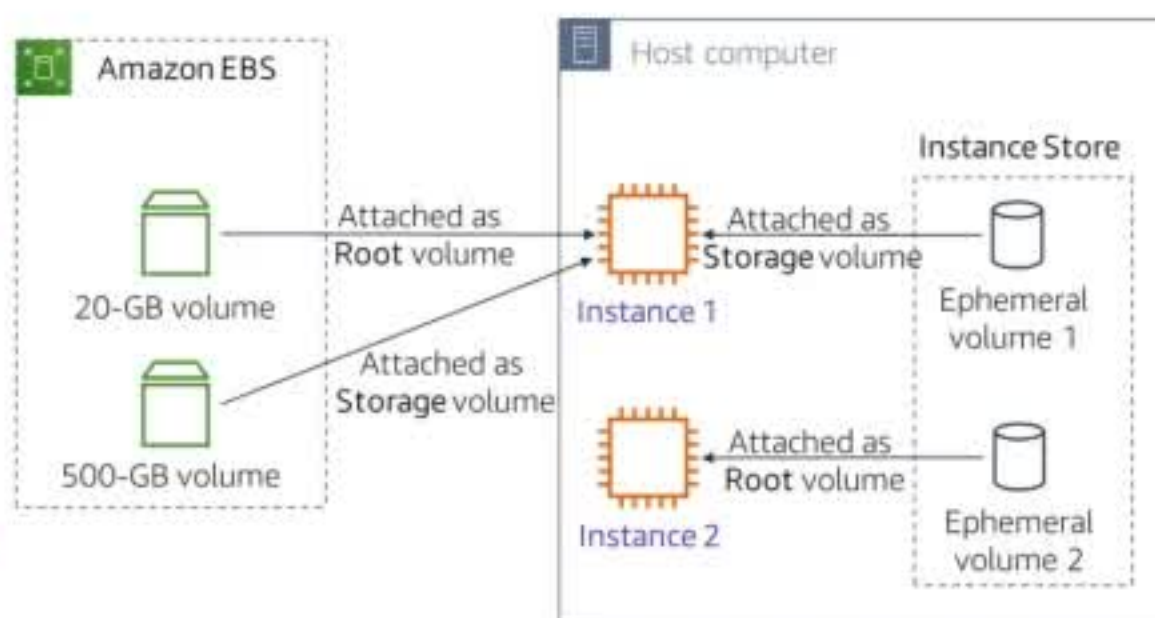 Amazon EBS
Host computer
Instance Store
Attached as
Root volume
20-GB volume
Instance 1
Attached as
Storage volume
Ephemeral
volume 1
Attached as
Storage volume
500-GB volume
Instance 2
Attached as
Root volume
Ephemeral
volume 2